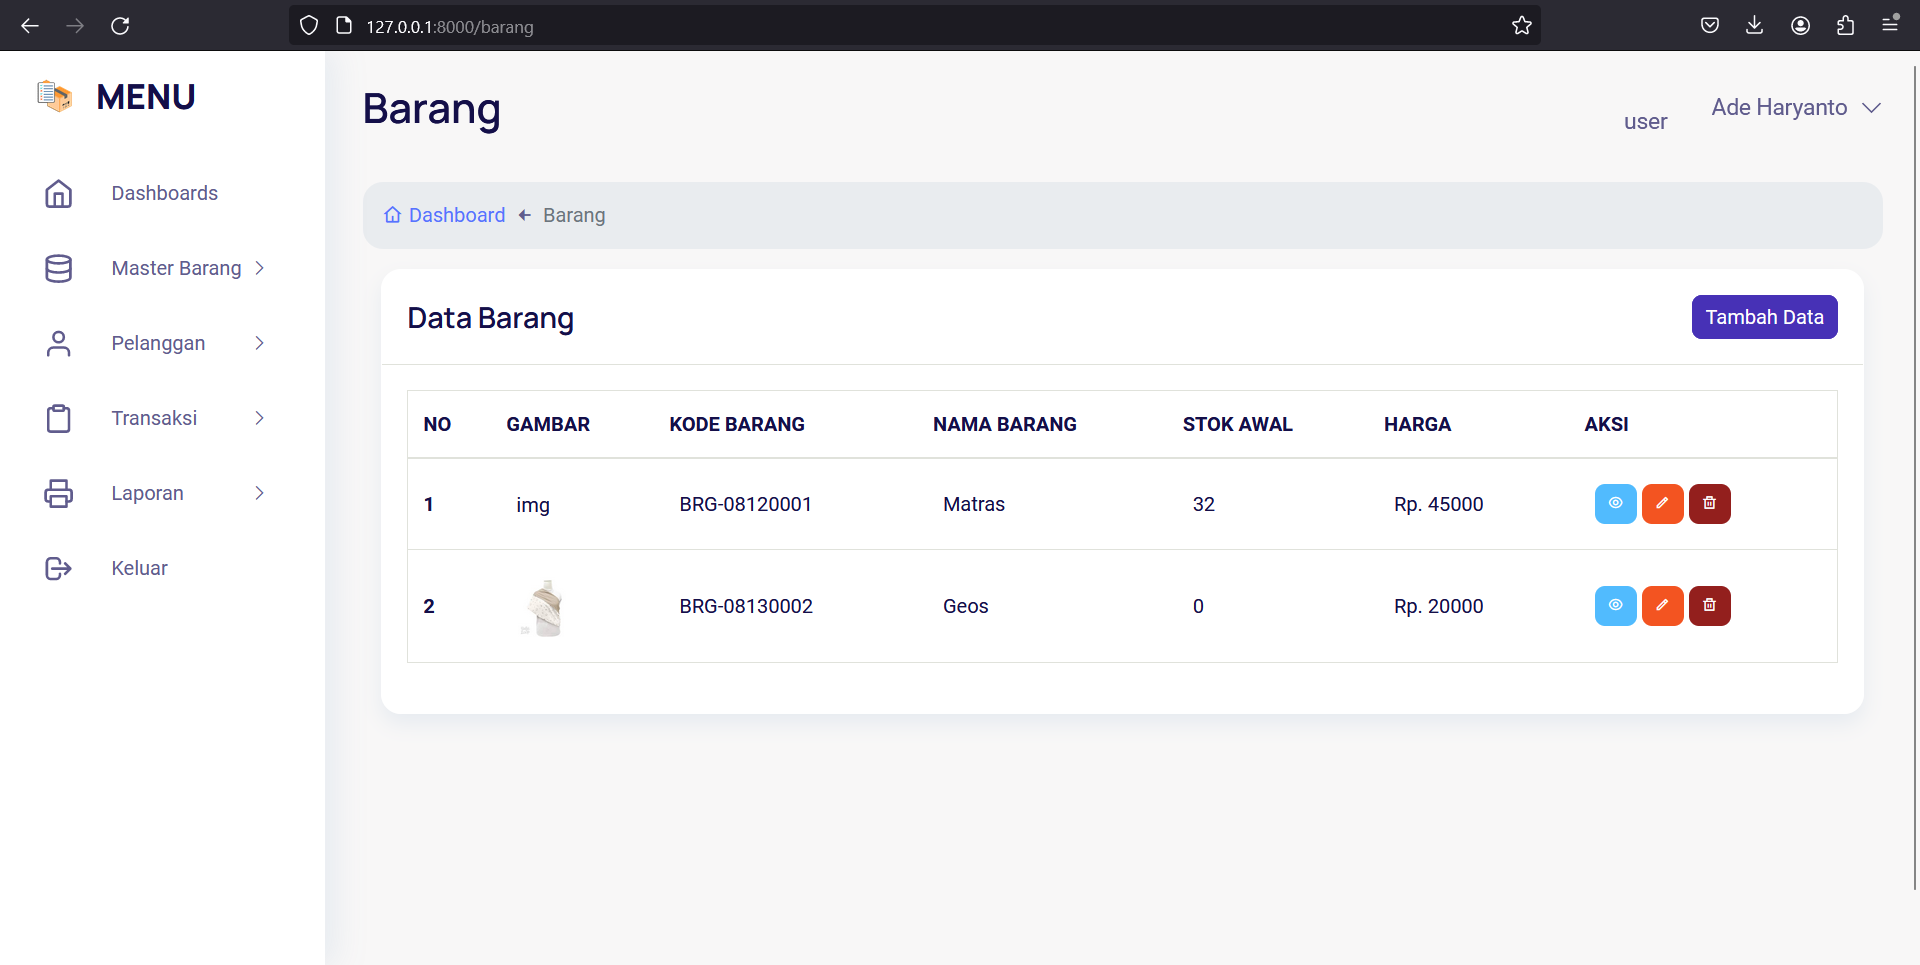 127.0.0.1:8000/barang
MENU
Dashboards
Master Barang
Pelanggan
Transaksi
Laporan
Keluar
Barang
user
Ade Haryanto
Dashboard Barang
Data Barang
Tambah Data
NO GAMBAR KODE BARANG NAMA BARANG STOK AWAL HARGA AKSI
1 img BRG-08120001 Matras 32 Rp. 45000
2 BRG-08130002 Geos 0 Rp. 20000